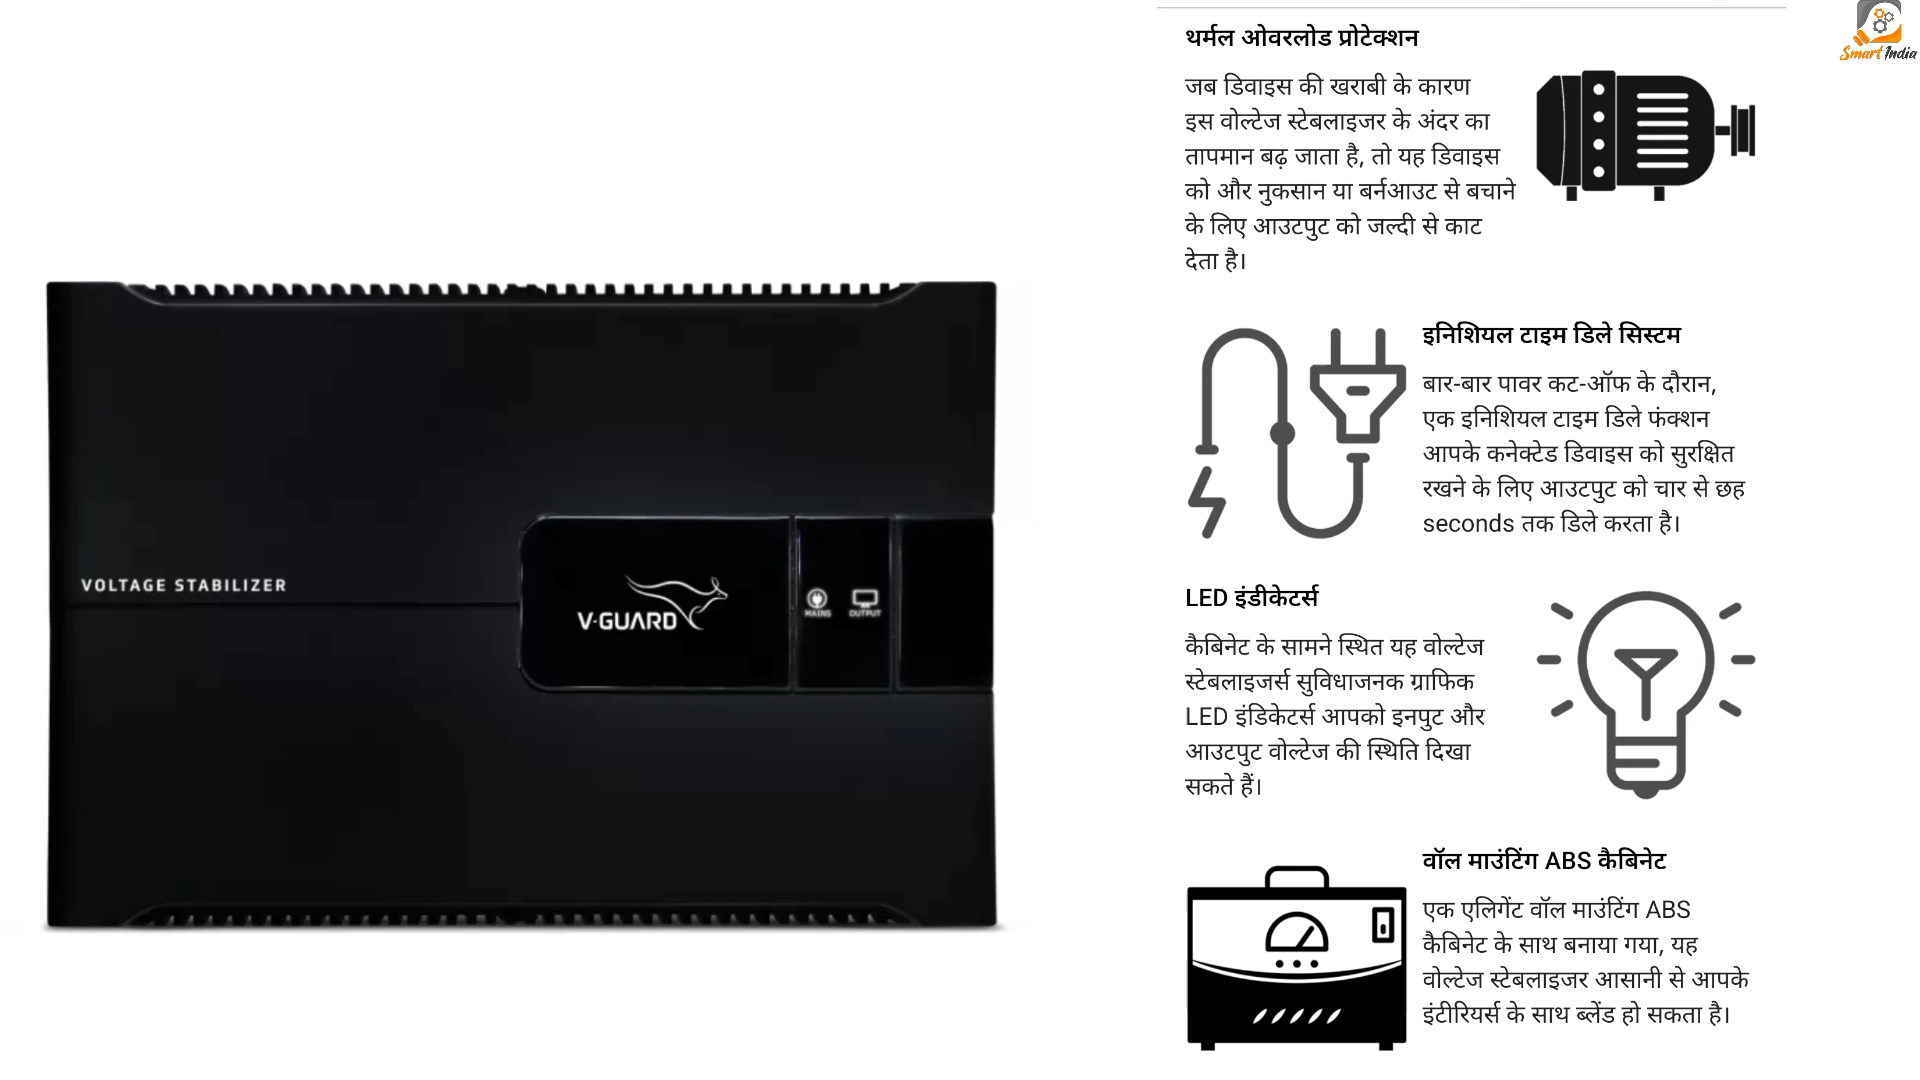 VOLTAGE STABILIZER
V-GUARD
MAINS
OUTPUT
थर्मल ओवरलोड प्रोटेक्शन
जब डिवाइस की खराबी के कारण
इस वोल्टेज स्टेबलाइजर के अंदर का
तापमान बढ़ जाता है, तो यह डिवाइस
को और नुकसान या बर्नआउट से बचाने
के लिए आउटपुट को जल्दी से काट
देता है।
इनिशियल टाइम डिले सिस्टम
बार-बार पावर कट-ऑफ के दौरान,
एक इनिशियल टाइम डिले फंक्शन
आपके कनेक्टेड डिवाइस को सुरक्षित
रखने के लिए आउटपुट को चार से छह
seconds तक डिले करता है।
LED इंडीकेटर्स
कैबिनेट के सामने स्थित यह वोल्टेज
स्टेबलाइजर्स सुविधाजनक ग्राफिक
LED इंडिकेटर्स आपको इनपुट और
आउटपुट वोल्टेज की स्थिति दिखा
सकते हैं।
वॉल माउंटिंग ABS कैबिनेट
एक एलिगेंट वॉल माउंटिंग ABS
कैबिनेट के साथ बनाया गया, यह
वोल्टेज स्टेबलाइजर आसानी से आपके
इंटीरियर्स के साथ ब्लेंड हो सकता है।
Smart India